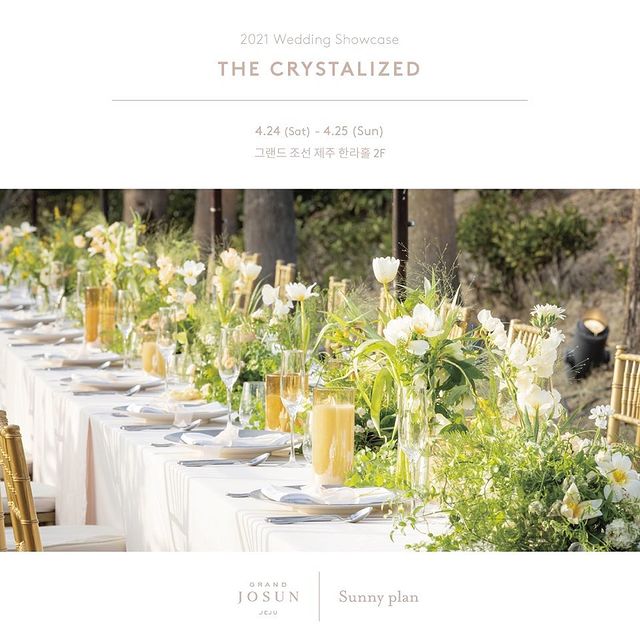 2021 Wedding Showcase
THE CRYSTALIZED
4.24 (Sat) - 4.25 (Sun)
그랜드 조선 제주 한라홀 2F
GRAND
JOSUN
JEJU
Sunny plan